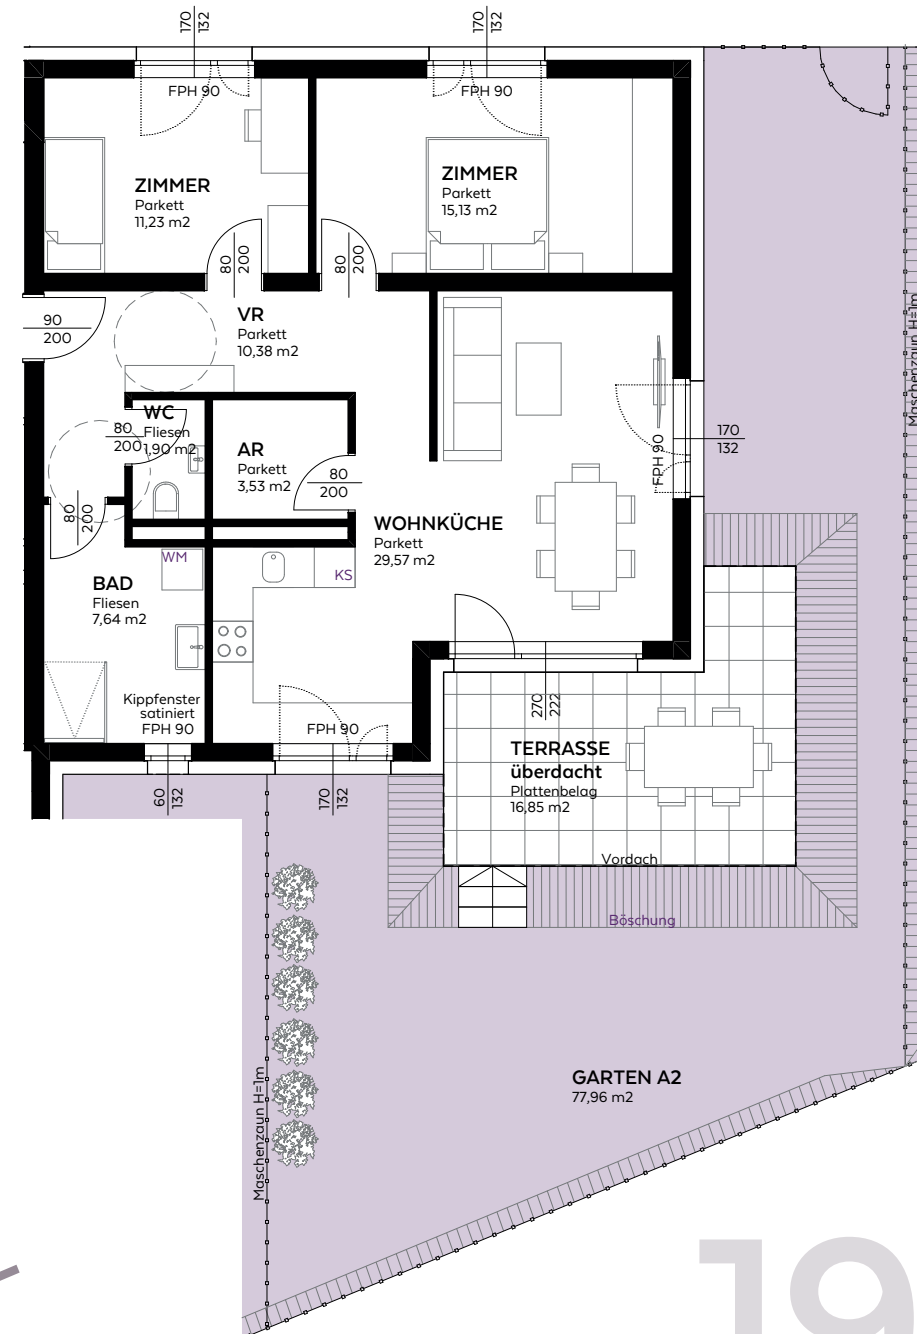 170
132
170
132
FPH 90
FPH 90
ZIMMER
Parkett
11,23 m2
ZIMMER
Parkett
15,13 m2
80
200
80
200
90
200
VR
Parkett
10,38 m2
Maschenzaun H=1m
WC
Fliesen
1,90 m2
80
200
AR
Parkett
3,53 m2
80
200
FPH 90
170
132
80
200
WOHNKÜCHE
Parkett
29,57 m2
WM
KS
BAD
Fliesen
7,64 m2
Kippfenster
satiniert
FPH 90
FPH 90
270
222
TERRASSE
überdacht
Plattenbelag
16,85 m2
60
132
170
132
Vordach
Böschung
Maschenzaun H=1m
GARTEN A2
77,96 m2
19